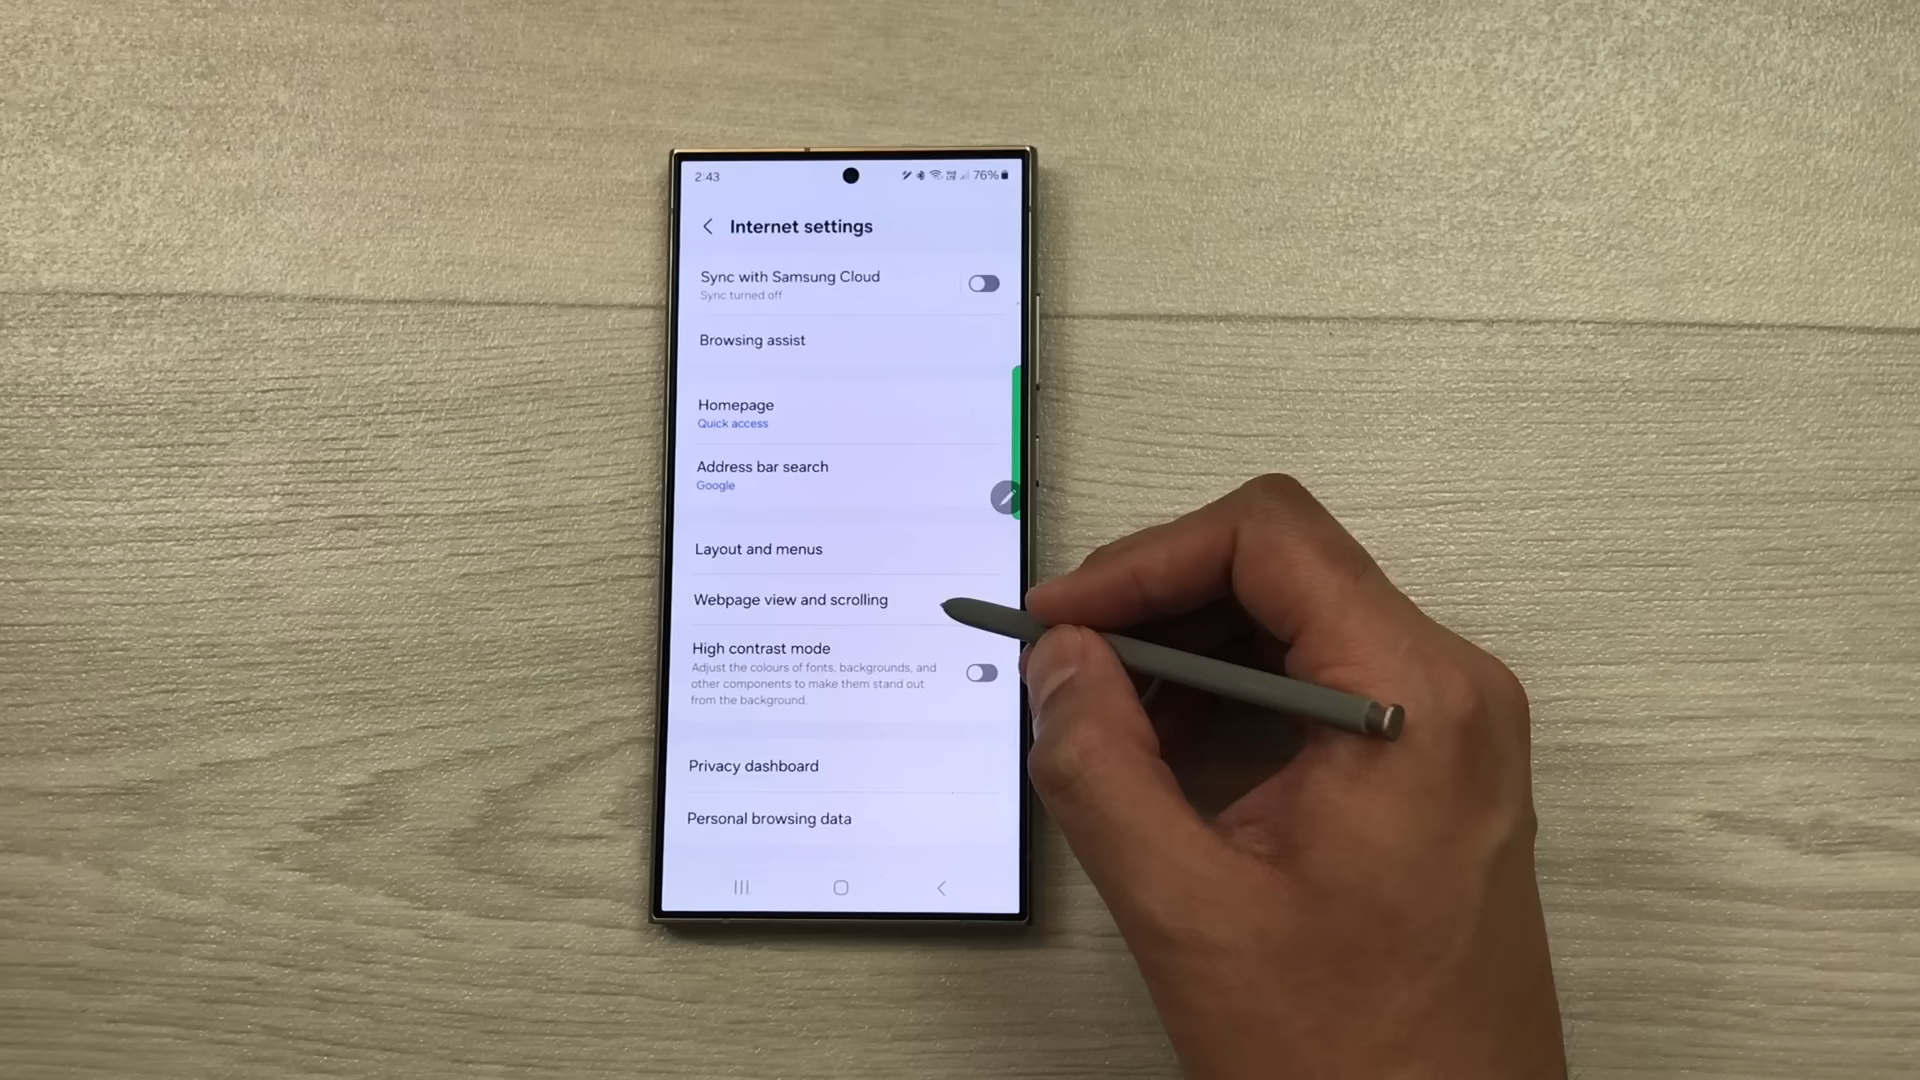 2:43
76%
Internet settings
Sync with Samsung Cloud
Sync turned off
Browsing assist
Homepage
Quick access
Address bar search
Google
Layout and menus
Webpage view and scrolling
High contrast mode
Adjust the colours of fonts, backgrounds, and
other components to make them stand out
from the background.
Privacy dashboard
Personal browsing data